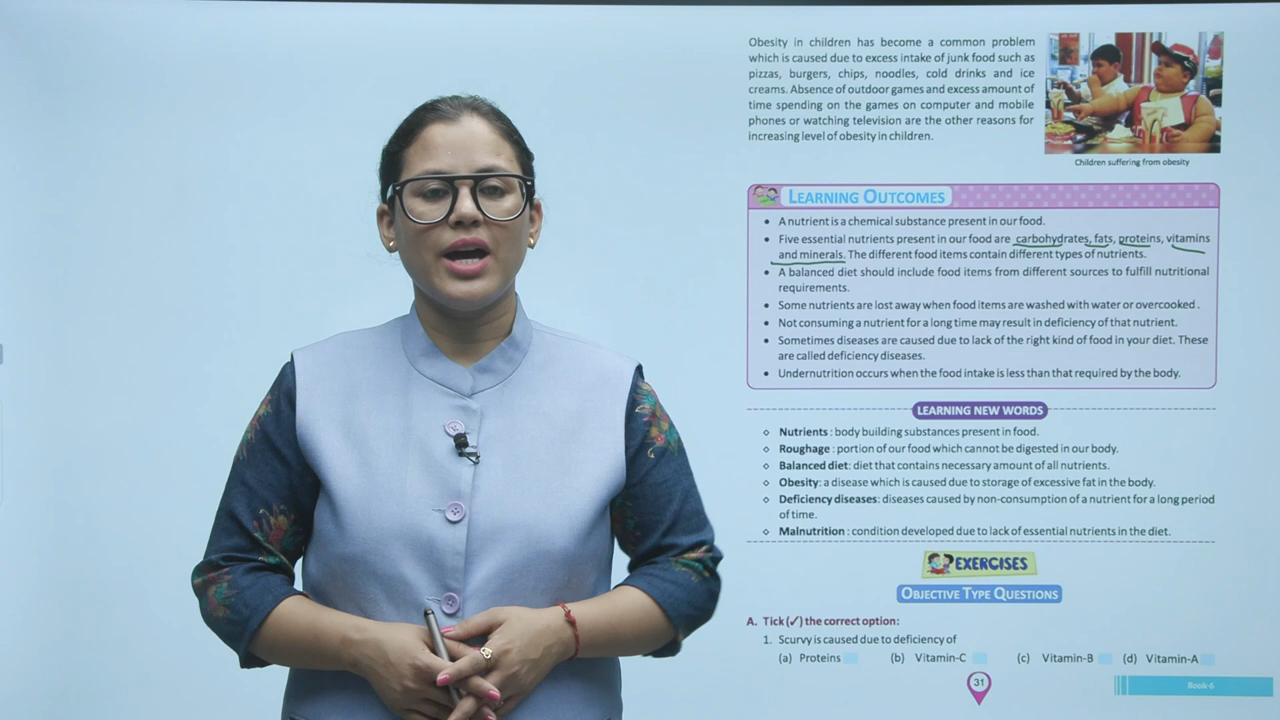 Obesity in children has become a common problem
which is caused due to excess intake of junk food such as
pizzas, burgers, chips, noodles, cold drinks and ice
creams. Absence of outdoor games and excess amount of
time spending on the games on computer and mobile
phones or watching television are the other reasons for
increasing level of obesity in children.
Children suffering from obesity
LEARNING OUTCOMES
• A nutrient is a chemical substance present in our food.
• Five essential nutrients present in our food are carbohydrates, fats, proteins, vitamins
and minerals. The different food items contain different types of nutrients.
• A balanced diet should include food items from different sources to fulfill nutritional
requirements.
• Some nutrients are lost away when food items are washed with water or overcooked .
• Not consuming a nutrient for a long time may result in deficiency of that nutrient.
• Sometimes diseases are caused due to lack of the right kind of food in your diet. These
are called deficiency diseases.
• Undernutrition occurs when the food intake is less than that required by the body.
LEARNING NEW WORDS
⋄ Nutrients : body building substances present in food.
⋄ Roughage : portion of our food which cannot be digested in our body.
⋄ Balanced diet: diet that contains necessary amount of all nutrients.
⋄ Obesity: a disease which is caused due to storage of excessive fat in the body.
⋄ Deficiency diseases: diseases caused by non-consumption of a nutrient for a long period
of time.
⋄ Malnutrition : condition developed due to lack of essential nutrients in the diet.
EXERCISES
OBJECTIVE TYPE QUESTIONS
A. Tick (✓) the correct option:
1. Scurvy is caused due to deficiency of
(a) Proteins (b) Vitamin-C (c) Vitamin-B (d) Vitamin-A
31
Book-6